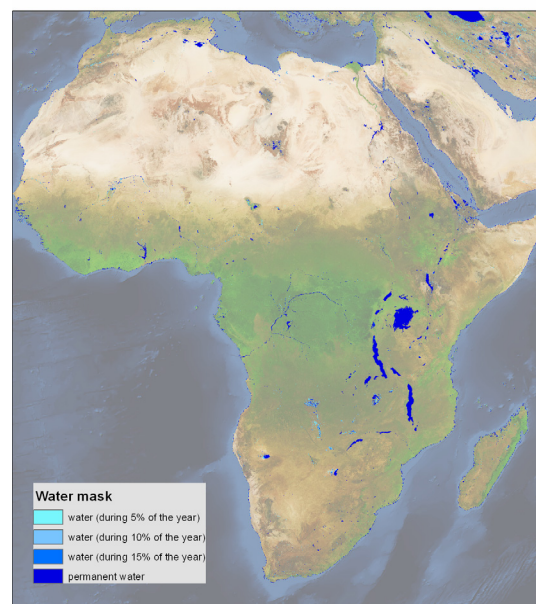 Water mask
water (during 5% of the year)
water (during 10% of the year)
water (during 15% of the year)
permanent water